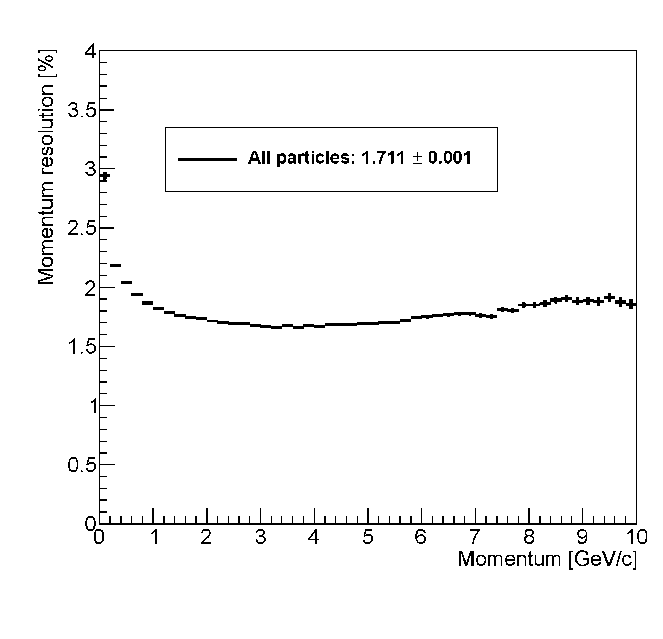 Momentum resolution [%]
4
3.5
3
2.5
2
1.5
1
0.5
0
All particles: 1.711 ± 0.001
0 1 2 3 4 5 6 7 8 9 10
Momentum [GeV/c]